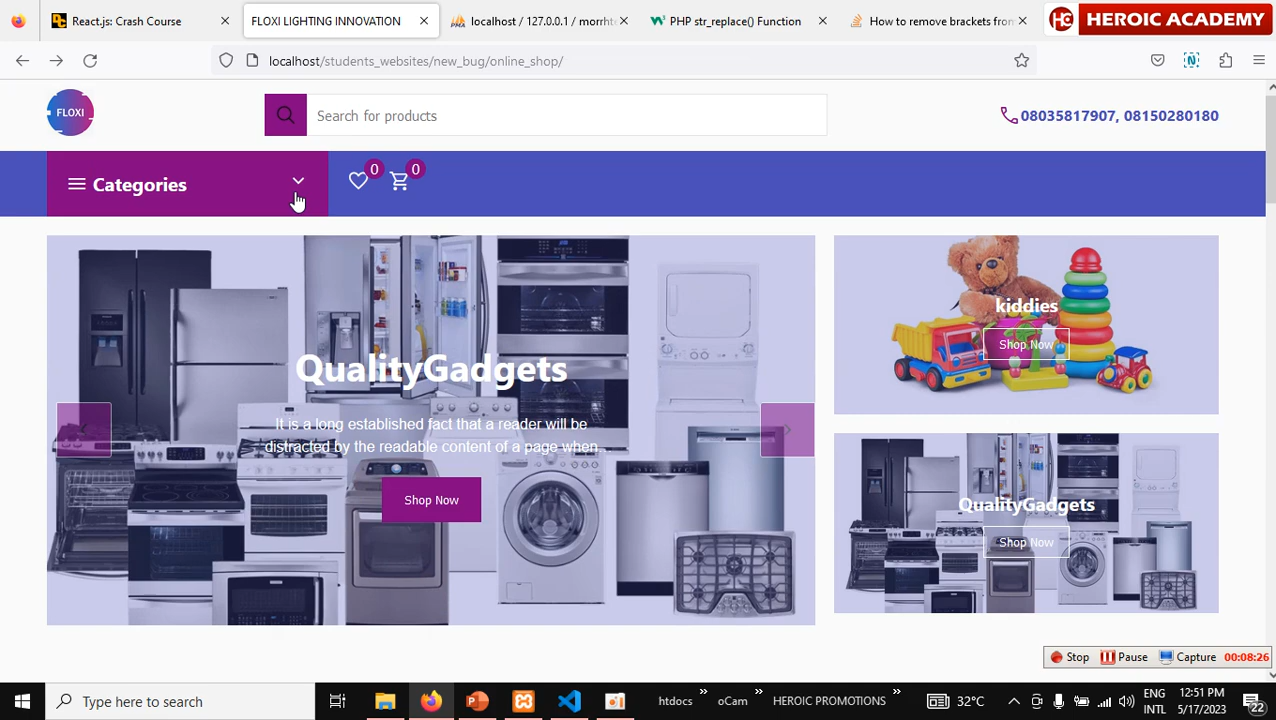 React.js: Crash Course
FLOXI LIGHTING INNOVATION
localhost / 127.0.0.1 / morrhte
PHP str_replace() Function
How to remove brackets from
HEROIC ACADEMY
localhost/students_websites/new_bug/online_shop/
FLOXI
Search for products
08035817907, 08150280180
Categories
0
0
QualityGadgets
It is a long established fact that a reader will be
distracted by the readable content of a page when...
Shop Now
kiddies
Shop Now
QualityGadgets
Shop Now
Stop
Pause
Capture
00:08:26
Type here to search
htdocs
oCam
HEROIC PROMOTIONS
32°C
ENG
INTL
12:51 PM
5/17/2023
22